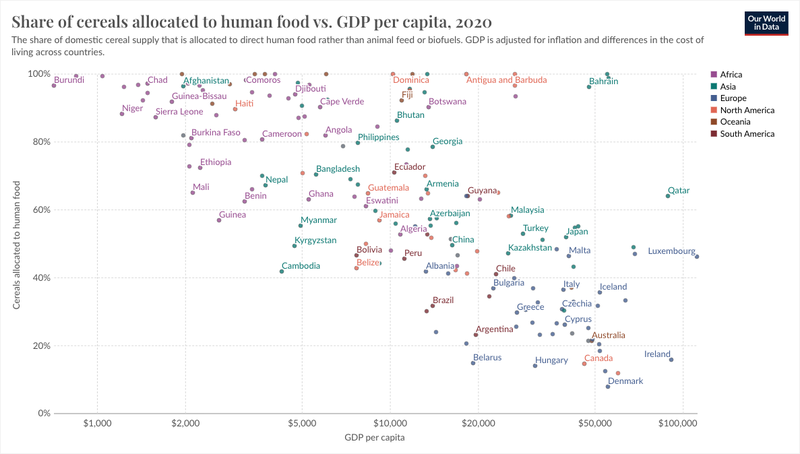 Share of cereals allocated to human food vs. GDP per capita, 2020
Our World
in Data
The share of domestic cereal supply that is allocated to direct human food rather than animal feed or biofuels. GDP is adjusted for inflation and differences in the cost of
living across countries.
100%
80%
60%
40%
20%
0%
Cereals allocated to human food
Burundi
Chad
Afghanistan
Comoros
Dominica
Antigua and Barbuda
Bahrain
Djibouti
Fiji
Guinea-Bissau
Haiti
Cape Verde
Botswana
Niger
Sierra Leone
Bhutan
Burkina Faso
Cameroon
Angola
Philippines
Georgia
Ethiopia
Bangladesh
Ecuador
Nepal
Mali
Guatemala
Armenia
Guyana
Qatar
Benin
Ghana
Eswatini
Guinea
Jamaica
Azerbaijan
Malaysia
Myanmar
Algeria
Turkey
Japan
Kyrgyzstan
China
Bolivia
Peru
Kazakhstan
Malta
Luxembourg
Cambodia
Belize
Albania
Chile
Bulgaria
Italy
Iceland
Brazil
Greece
Czechia
Cyprus
Argentina
Australia
Belarus
Hungary
Canada
Ireland
Denmark
$1,000
$2,000
$5,000
$10,000
$20,000
$50,000
$100,000
GDP per capita
Africa
Asia
Europe
North America
Oceania
South America